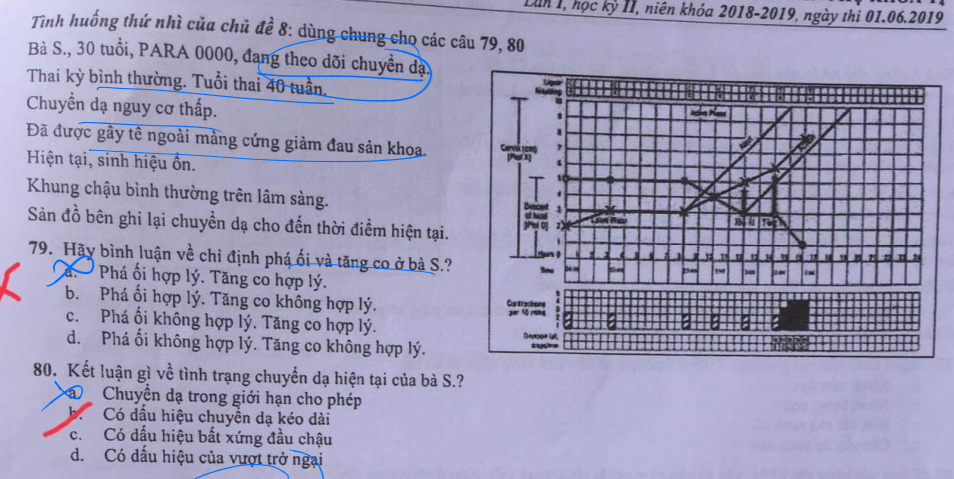 Lần I, học kỳ II, niên khóa 2018-2019, ngày thi 01.06.2019
Tình huống thứ nhì của chủ đề 8: dùng chung cho các câu 79, 80
Bà S., 30 tuổi, PARA 0000, đang theo dõi chuyển dạ.
Thai kỳ bình thường. Tuổi thai 40 tuần.
Chuyển dạ nguy cơ thấp.
Đã được gây tê ngoài màng cứng giảm đau sản khoa.
Hiện tại, sinh hiệu ổn.
Khung chậu bình thường trên lâm sàng.
Sản đồ bên ghi lại chuyển dạ cho đến thời điểm hiện tại.
79. Hãy bình luận về chỉ định phá ối và tăng co ở bà S.?
a. Phá ối hợp lý. Tăng co hợp lý.
b. Phá ối hợp lý. Tăng co không hợp lý.
c. Phá ối không hợp lý. Tăng co hợp lý.
d. Phá ối không hợp lý. Tăng co không hợp lý.
80. Kết luận gì về tình trạng chuyển dạ hiện tại của bà S.?
a. Chuyển dạ trong giới hạn cho phép
b. Có dấu hiệu chuyển dạ kéo dài
c. Có dấu hiệu bất xứng đầu chậu
d. Có dấu hiệu của vượt trở ngại
Active Phase
Alert
Cervix (cm)
[Plot X]
Descent
of head
[Plot O]
Latent Phase
Hours
Time
Contractions
per 10 mins